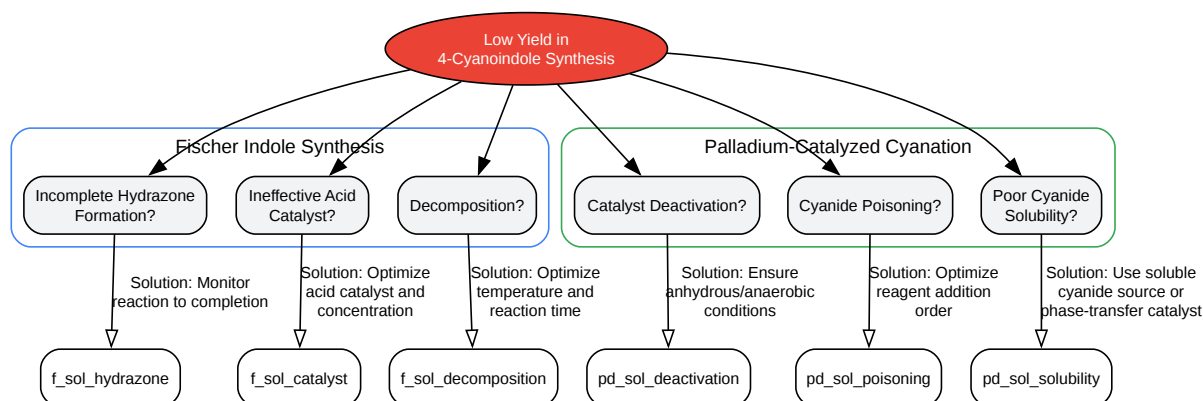 Low Yield in
4-Cyanoindole Synthesis
Fischer Indole Synthesis
Palladium-Catalyzed Cyanation
Incomplete Hydrazone
Formation?
Ineffective Acid
Catalyst?
Decomposition?
Catalyst Deactivation?
Cyanide Poisoning?
Poor Cyanide
Solubility?
Solution: Monitor
reaction to completion
Solution: Optimize
acid catalyst and
concentration
Solution: Optimize
temperature and
reaction time
Solution: Ensure
anhydrous/anaerobic
conditions
Solution: Optimize
reagent addition
order
Solution: Use soluble
cyanide source or
phase-transfer catalyst
f_sol_hydrazone
f_sol_catalyst
f_sol_decomposition
pd_sol_deactivation
pd_sol_poisoning
pd_sol_solubility